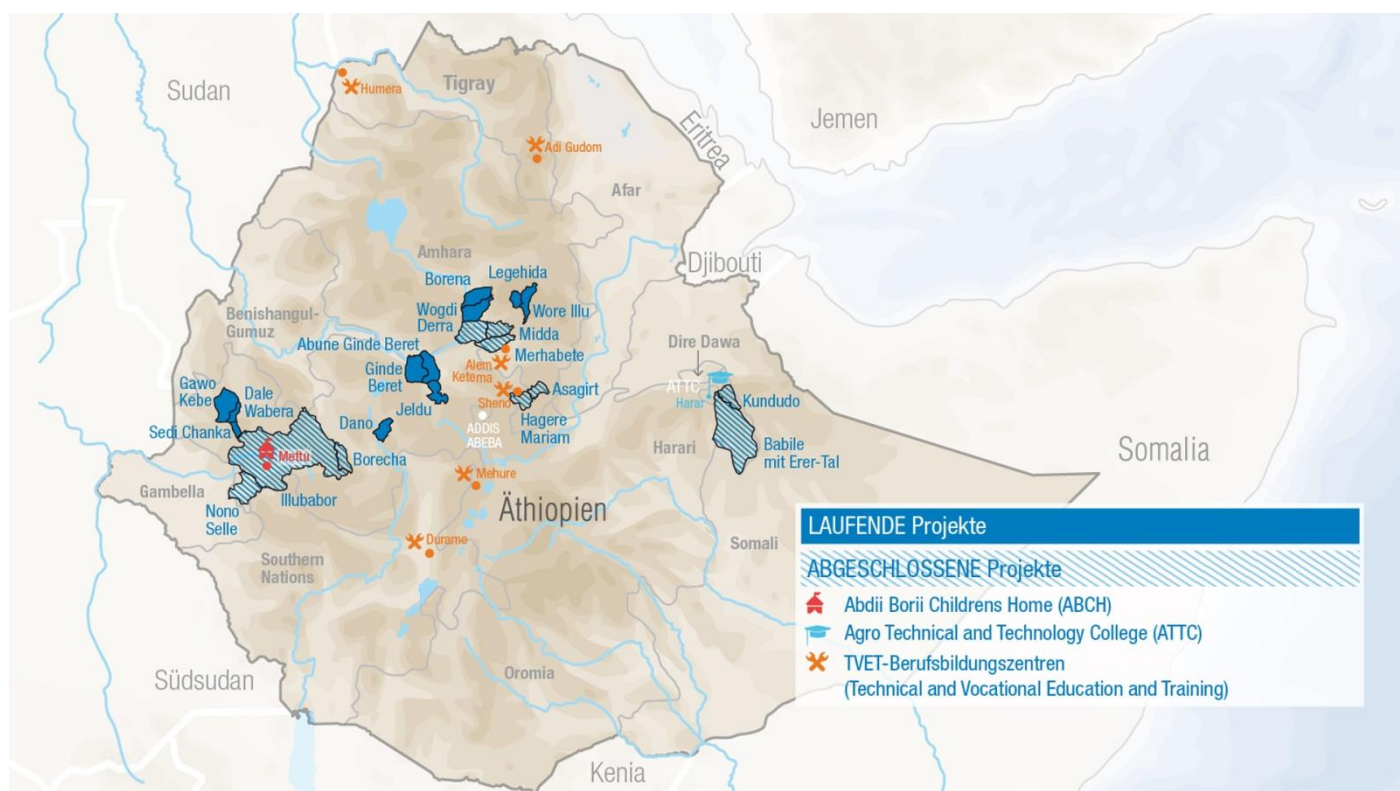 Sudan
Tigray
Humera
Eritrea
Jemen
Adi Gudom
Afar
Amhara
Djibouti
Borena
Legehida
Wogdi
Wore Illu
Derra
Midda
Benishangul-
Gumuz
Abune Ginde Beret
Merhabete
Dire Dawa
Ginde
Beret
Alem
Ketema
Gawo
Kebe
Dale
Wabera
Jeldu
Sheno
Asagirt
ATTC
Harar
Kundudo
Sedi Chanka
Dano
ADDIS
ABEBA
Hagere
Mariam
Harari
Babile
mit Erer-Tal
Somalia
Mettu
Borecha
Mehure
Gambella
Illubabor
Nono
Selle
Äthiopien
Durame
Somali
Southern
Nations
Südsudan
Oromia
Kenia
LAUFENDE Projekte
ABGESCHLOSSENE Projekte
Abdii Borii Childrens Home (ABCH)
Agro Technical and Technology College (ATTC)
TVET-Berufsbildungszentren
(Technical and Vocational Education and Training)